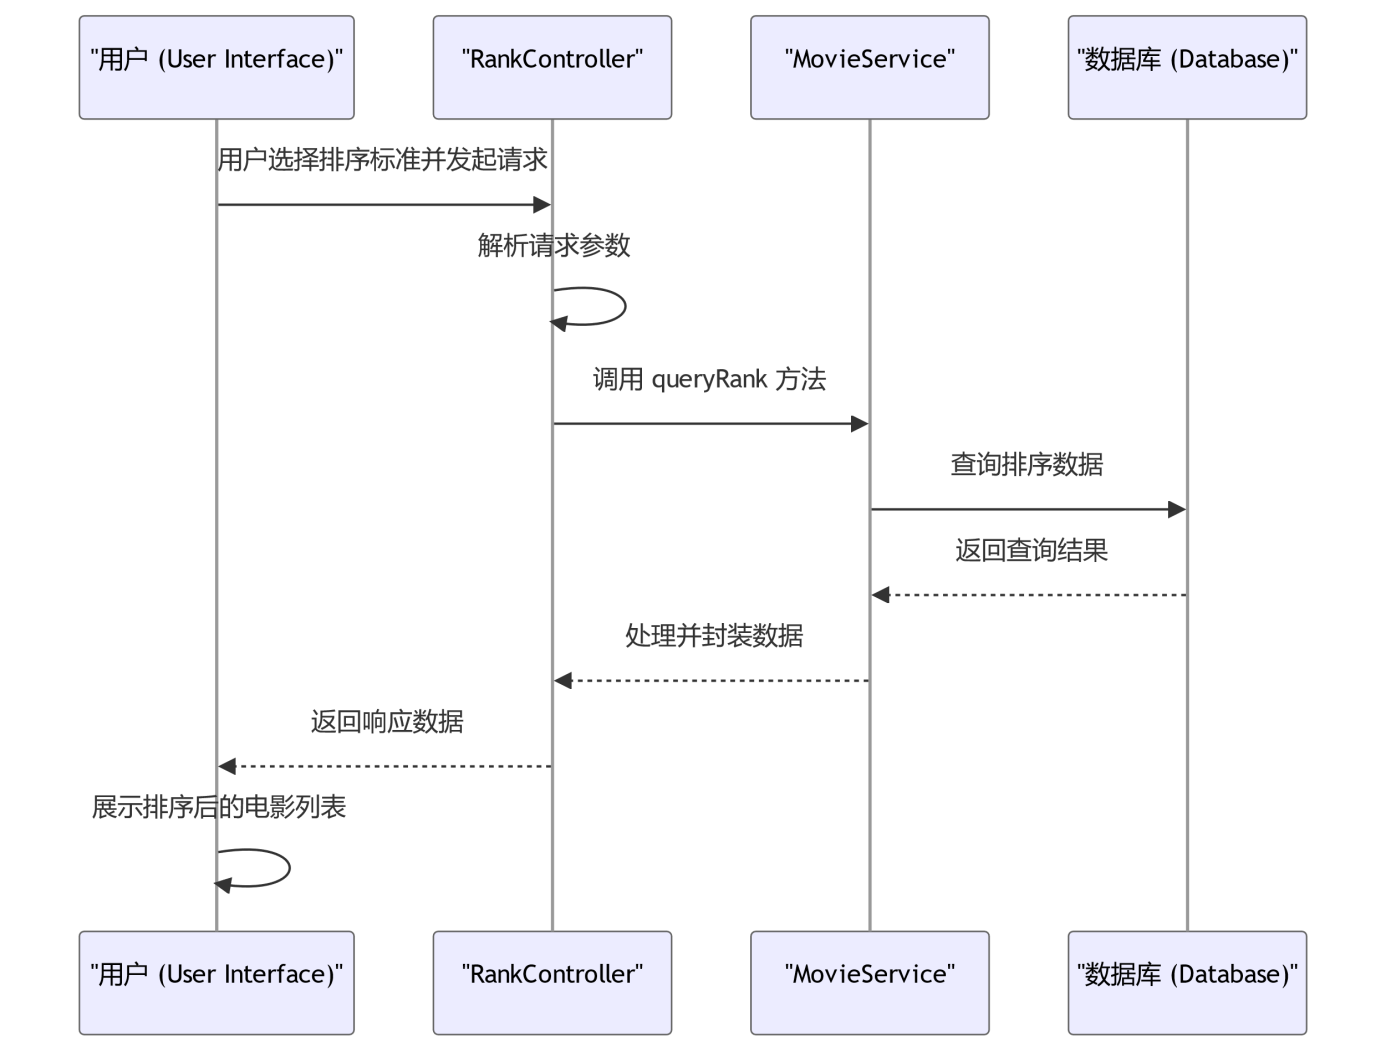 "用户 (User Interface)"
"RankController"
"MovieService"
"数据库 (Database)"
用户选择排序标准并发起请求
解析请求参数
调用 queryRank 方法
查询排序数据
返回查询结果
处理并封装数据
返回响应数据
展示排序后的电影列表
"用户 (User Interface)"
"RankController"
"MovieService"
"数据库 (Database)"